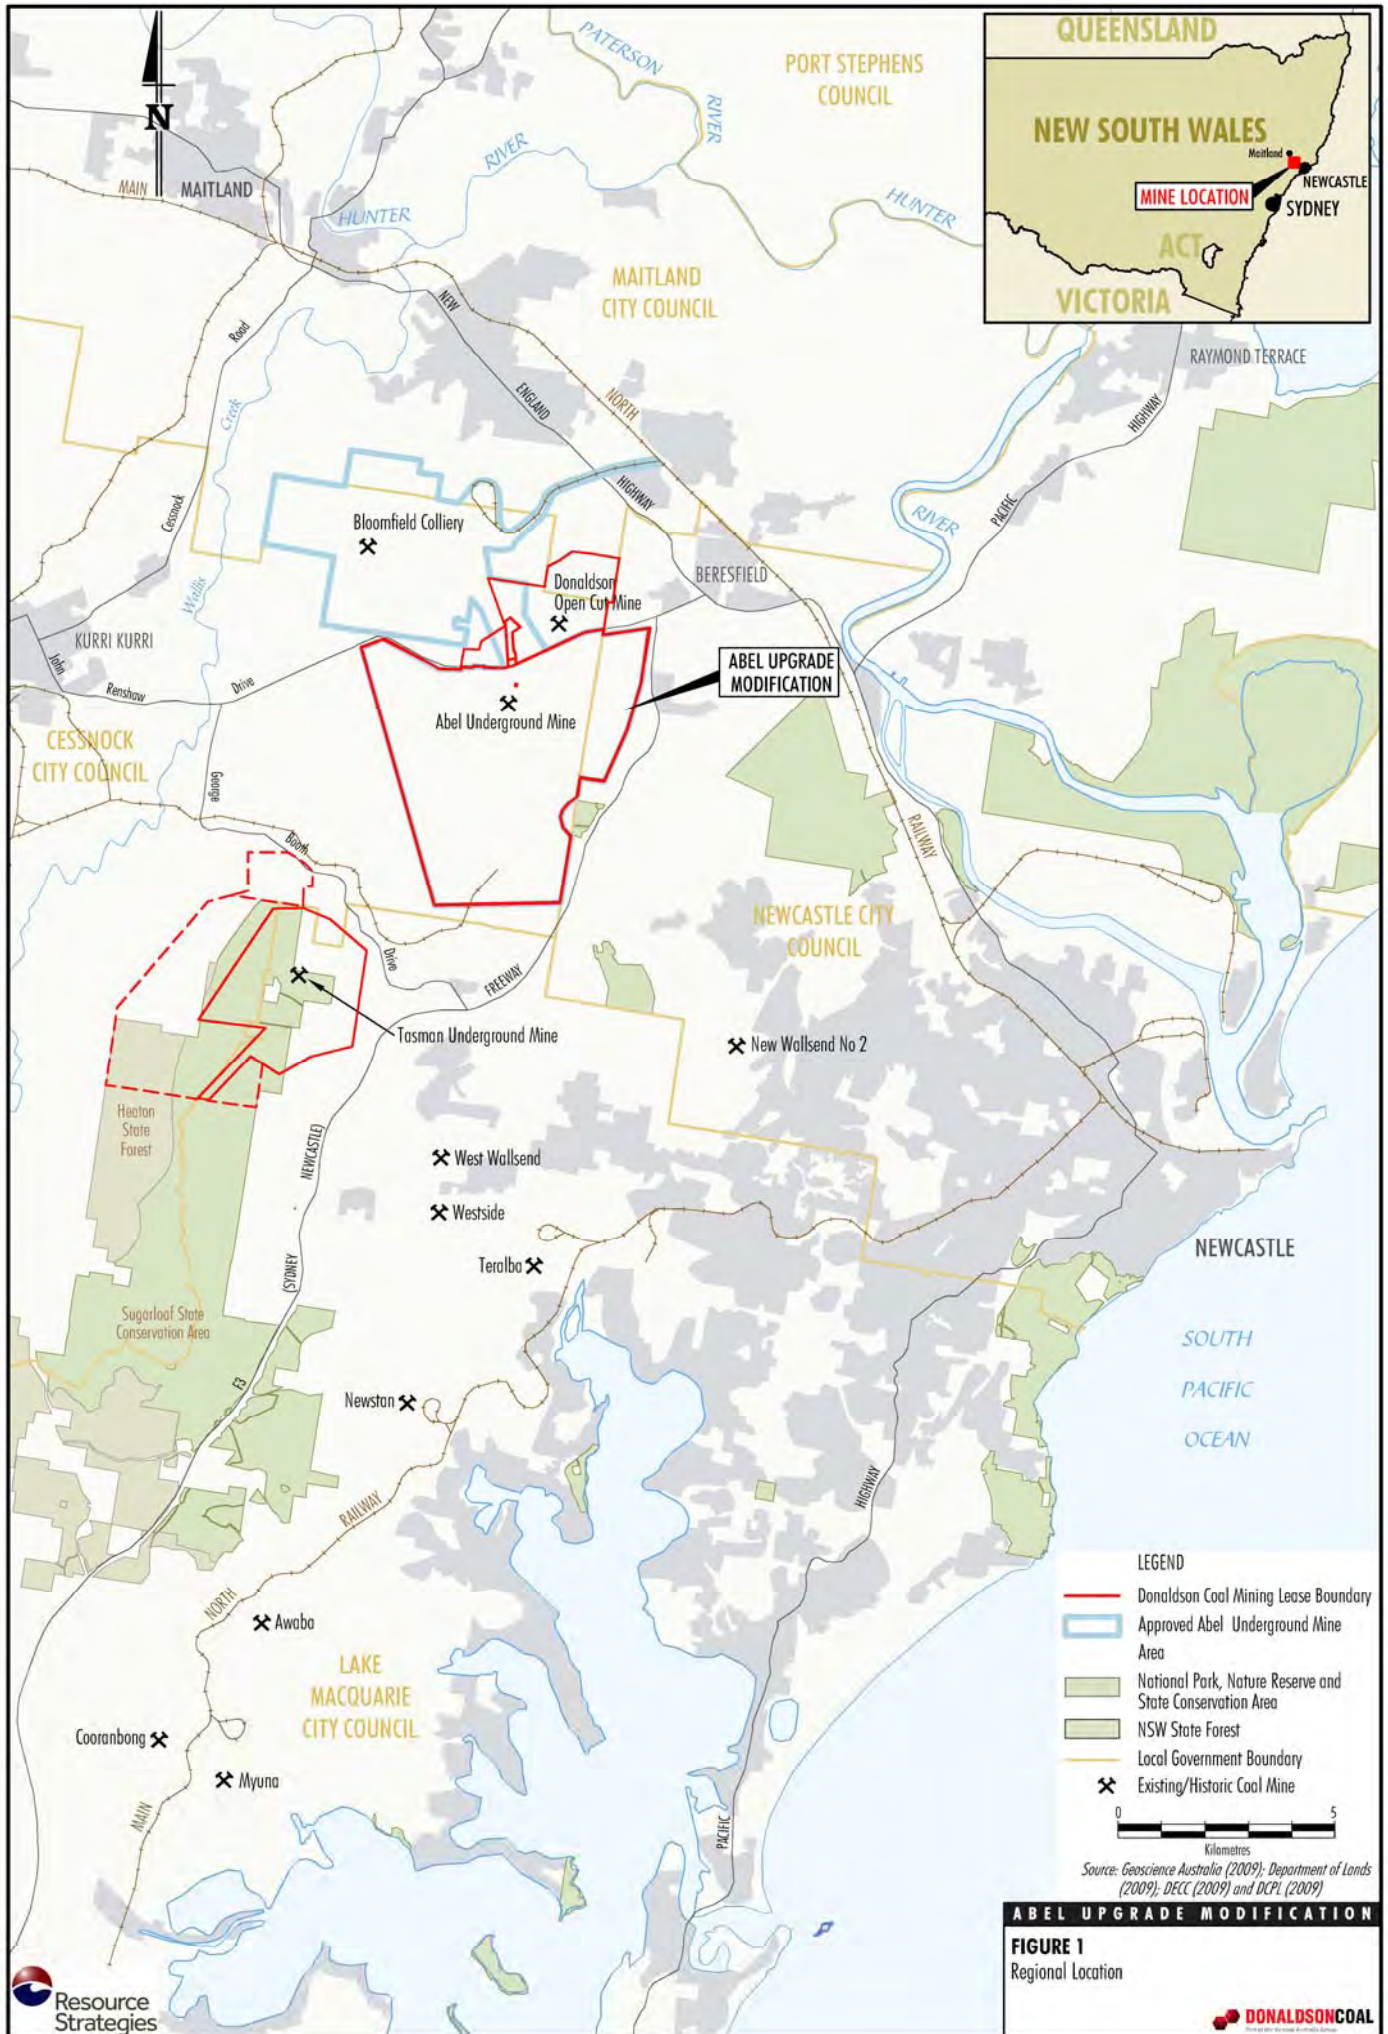 PATERSON
RIVER
PORT STEPHENS
COUNCIL
QUEENSLAND
NEW SOUTH WALES
Maitland
NEWCASTLE
MINE LOCATION
SYDNEY
ACT
VICTORIA
N
MAIN
MAITLAND
RIVER
HUNTER
HUNTER
MAITLAND
CITY COUNCIL
NEW
Road
ENGLAND
NORTH
RAYMOND TERRACE
Creek
HIGHWAY
HIGHWAY
Cessnock
Bloomfield Colliery
RIVER
PACIFIC
Wallis
Donaldson
Open Cut Mine
BERESFIELD
KURRI KURRI
John
Renshaw
Drive
ABEL UPGRADE
MODIFICATION
Abel Underground Mine
CESSNOCK
CITY COUNCIL
George
Booth
RAILWAY
NEWCASTLE CITY
COUNCIL
Drive
FREEWAY
Tasman Underground Mine
New Wallsend No 2
Heaton
State
Forest
NEWCASTLE)
West Wallsend
Westside
Teralba
(SYDNEY
NEWCASTLE
Sugarloaf State
Conservation Area
F3
SOUTH
PACIFIC
OCEAN
Newstan
HIGHWAY
RAILWAY
NORTH
Awaba
LAKE
MACQUARIE
CITY COUNCIL
Cooranbong
Myuna
MAIN
PACIFIC
LEGEND
Donaldson Coal Mining Lease Boundary
Approved Abel Underground Mine
Area
National Park, Nature Reserve and
State Conservation Area
NSW State Forest
Local Government Boundary
Existing/Historic Coal Mine
0 5
Kilometres
Source: Geoscience Australia (2009); Department of Lands
(2009); DECC (2009) and DCPL (2009)
ABEL UPGRADE MODIFICATION
FIGURE 1
Regional Location
Resource
Strategies
DONALDSONCOAL